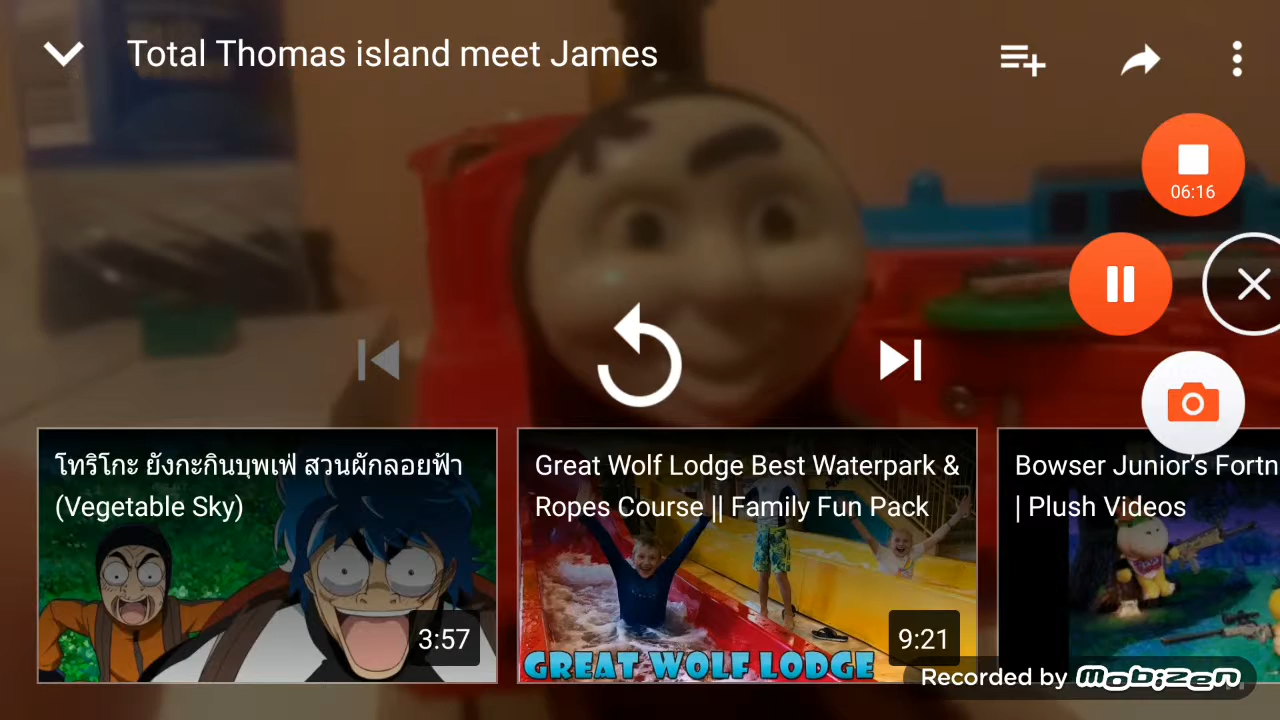 Total Thomas island meet James
06:16
โทริโกะ ยังกะกินบุพเฟ่ สวนผักลอยฟ้า
(Vegetable Sky)
3:57
Great Wolf Lodge Best Waterpark &
Ropes Course || Family Fun Pack
GREAT WOLF LODGE
9:21
Bowser Junior’s Fortn
| Plush Videos
Recorded by Mobizen